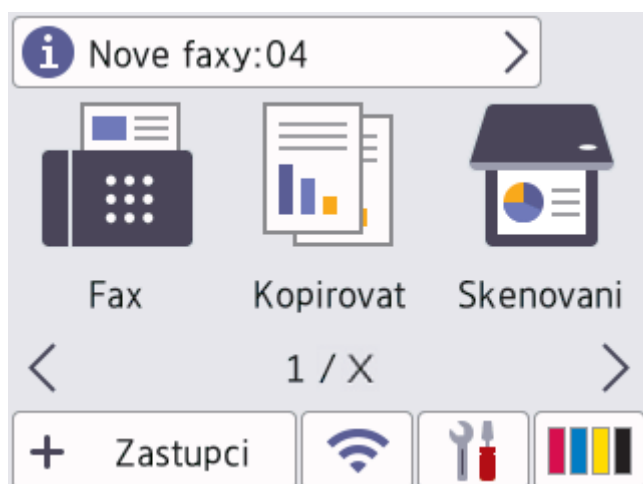 Nove faxy:04
Fax Kopirovat Skenovani
1 / X
+ Zastupci